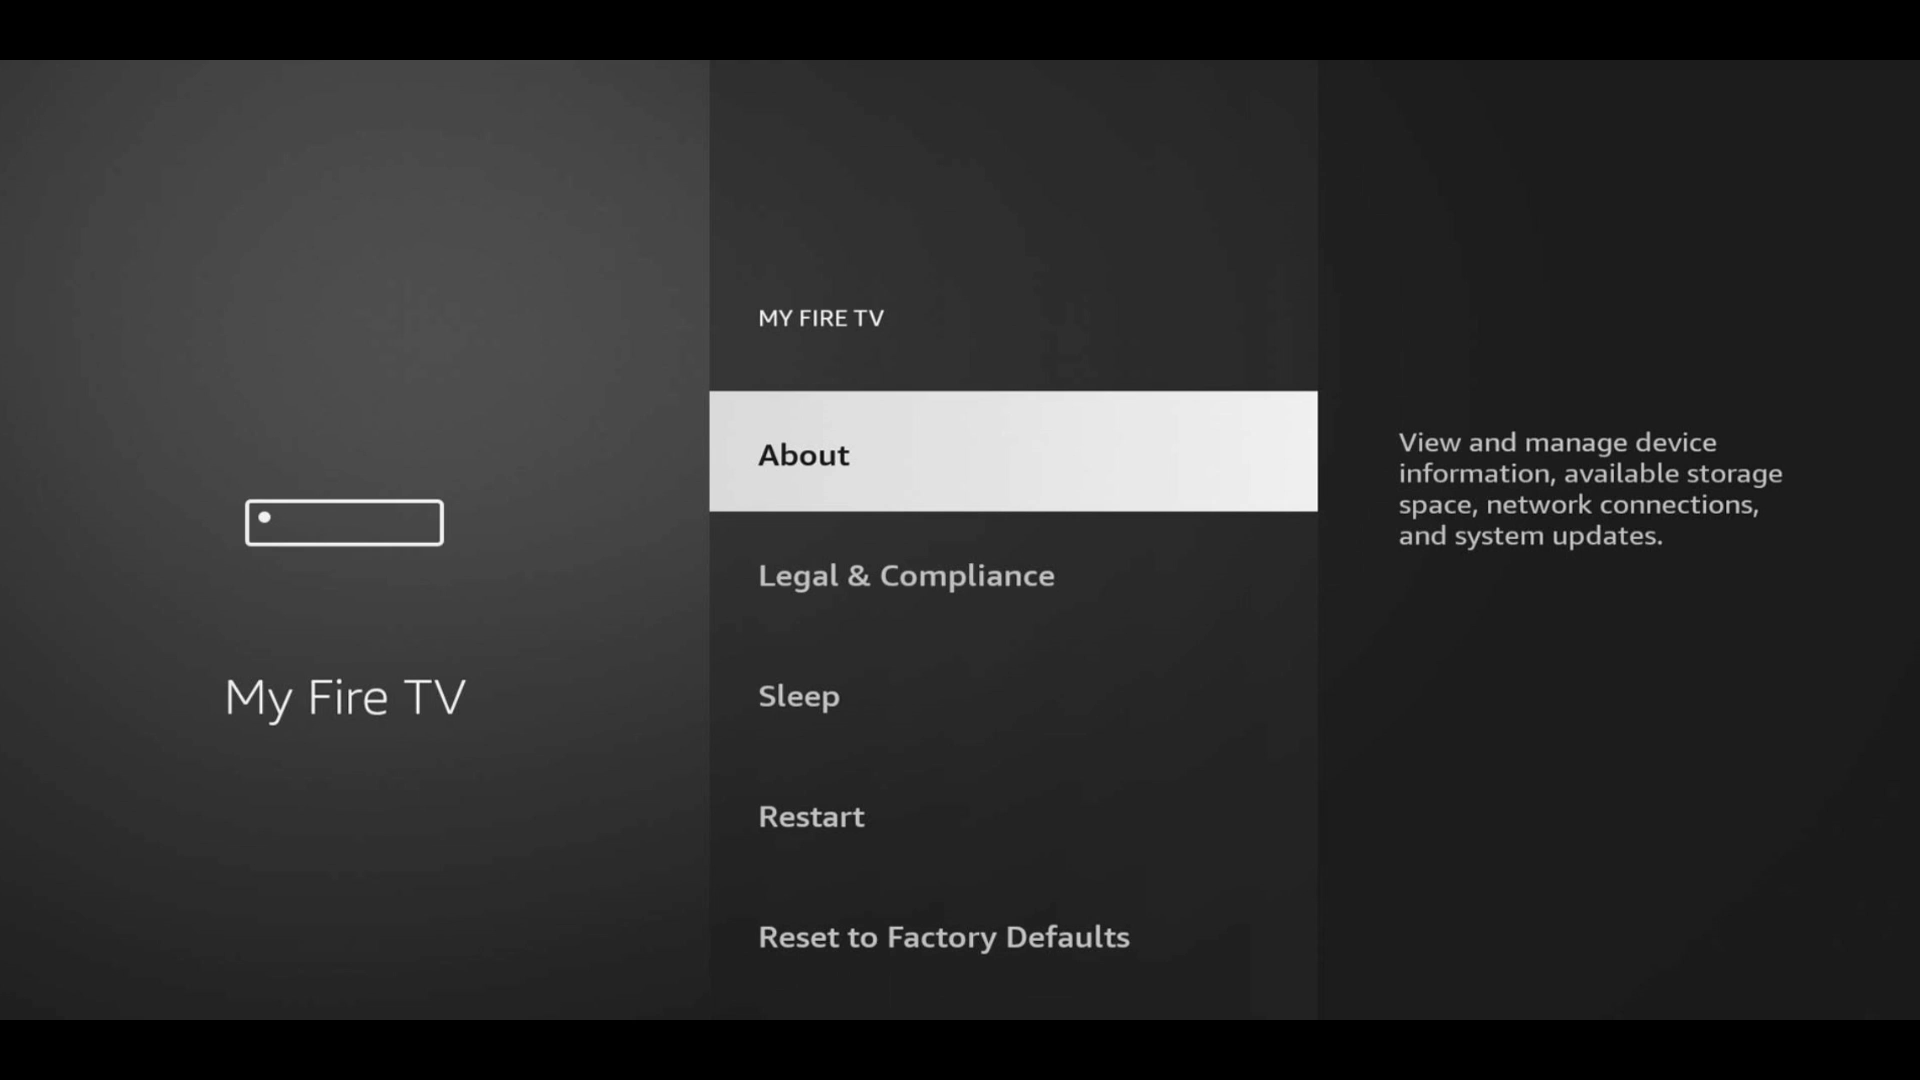 My Fire TV
MY FIRE TV
About
Legal & Compliance
Sleep
Restart
Reset to Factory Defaults
View and manage device
information, available storage
space, network connections,
and system updates.